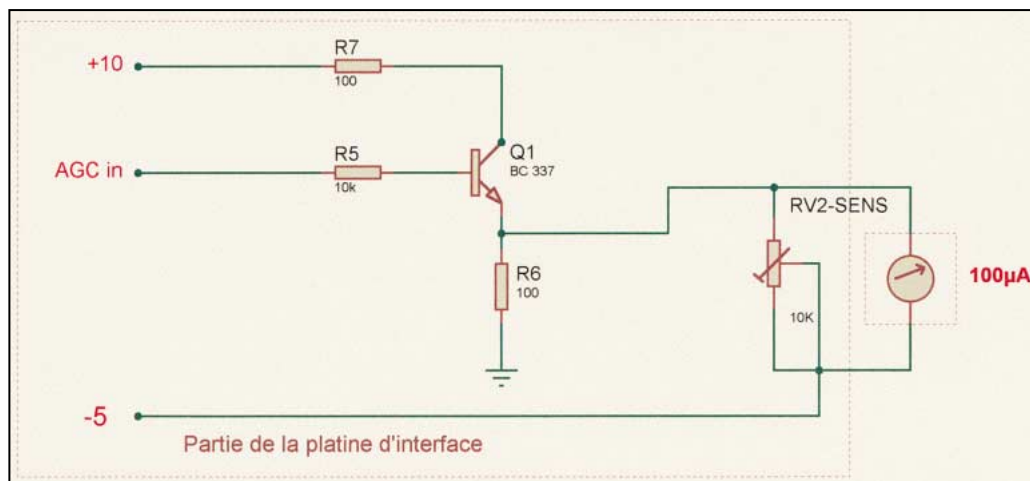 R7
+10
100
AGC in
R5
10k
Q1
BC 337
RV2-SENS
R6
100
100µA
10K
-5
Partie de la platine d'interface